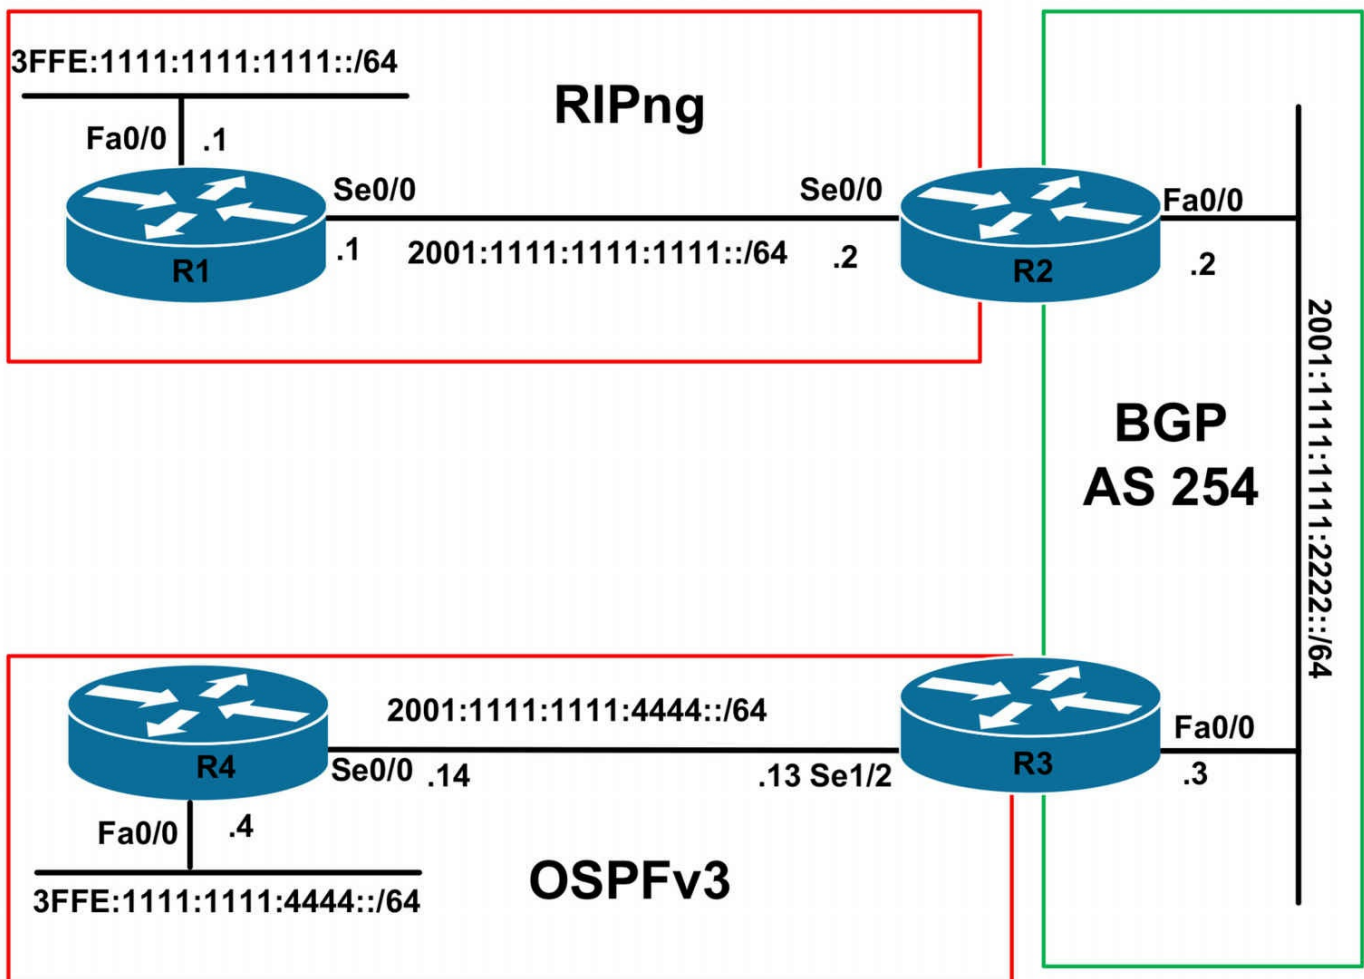 3FFE:1111:1111:1111::/64
RIPng
Fa0/0 .1
Se0/0
Se0/0
Fa0/0
R1
.1
2001:1111:1111:1111::/64
.2
R2
.2
2001:1111:1111:2222::/64
BGP
AS 254
2001:1111:1111:4444::/64
R4
Se0/0 .14
.13 Se1/2
R3
Fa0/0
.3
Fa0/0 .4
3FFE:1111:1111:4444::/64
OSPFv3